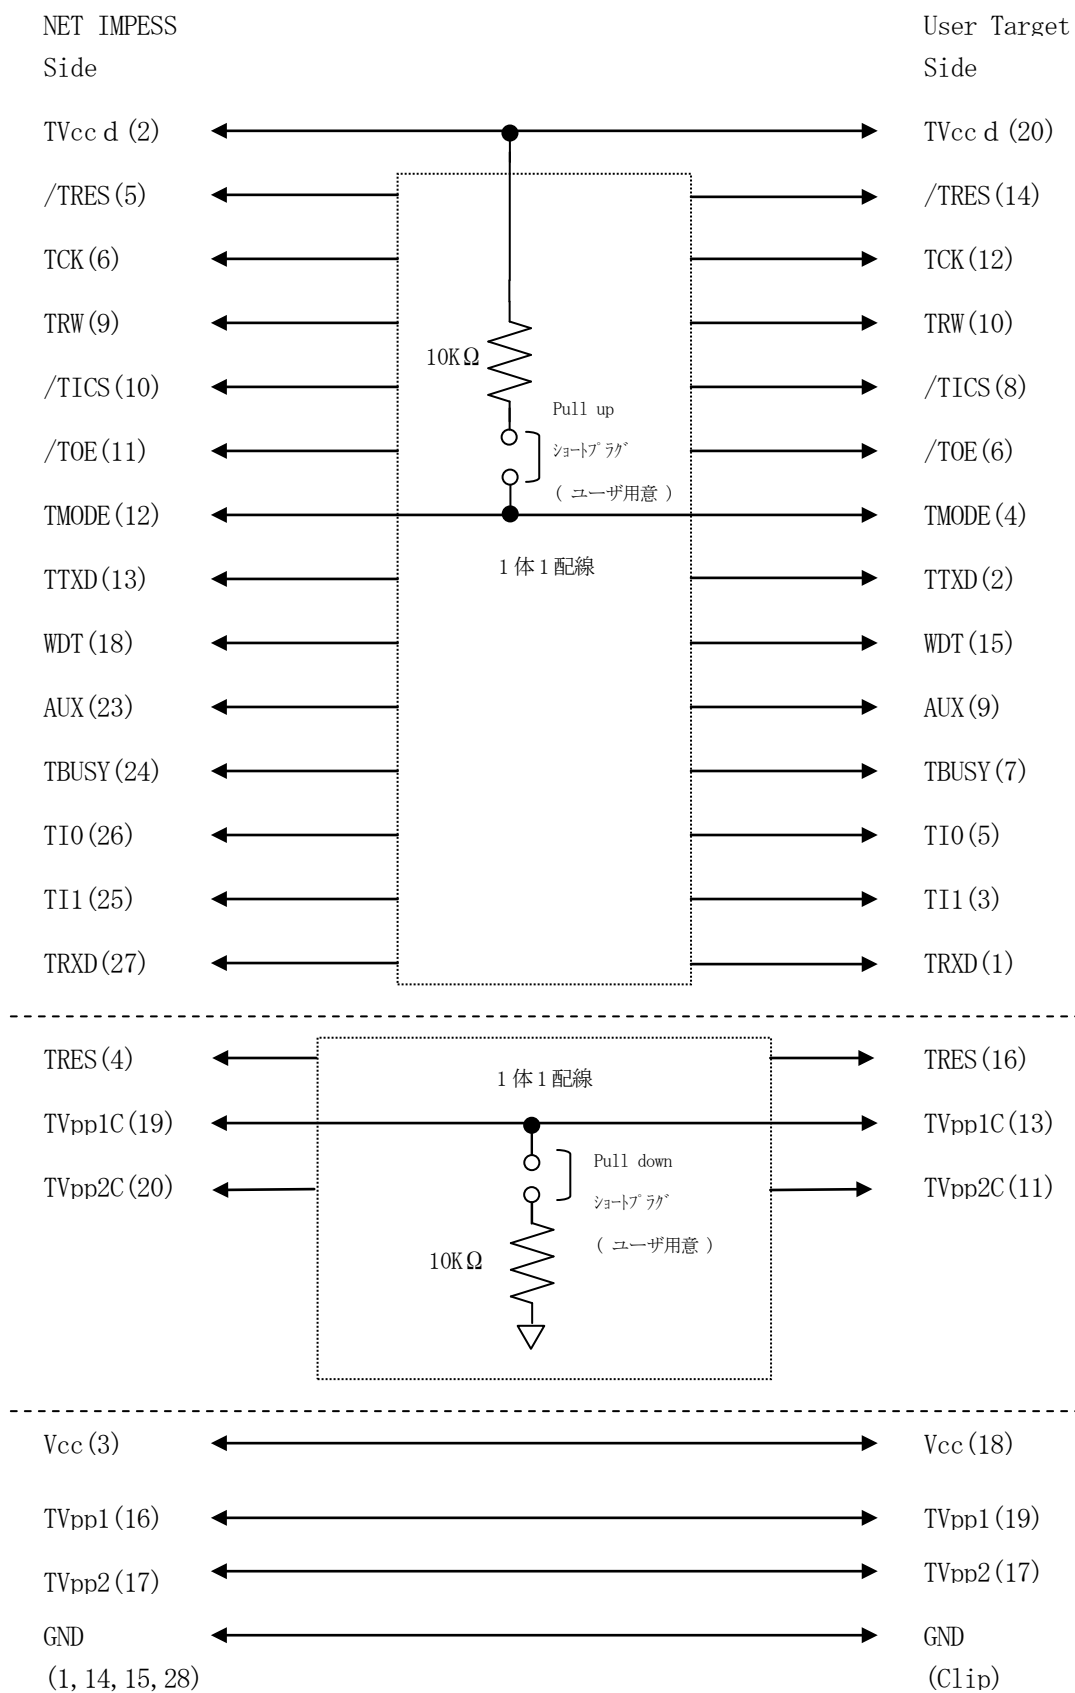 NET IMPESS User Target
Side Side
TVccｄ(2) TVccｄ(20)
/TRES(5) /TRES(14)
TCK(6) TCK(12)
TRW(9) TRW(10)
10KΩ
/TICS(10) /TICS(8)
Pull up
/TOE(11) ｼｮｰﾄﾌﾟﾗｸﾞ /TOE(6)
( ユーザ用意 )
TMODE(12) TMODE(4)
1体1配線
TTXD(13) TTXD(2)
WDT(18) WDT(15)
AUX(23) AUX(9)
TBUSY(24) TBUSY(7)
TIO(26) TIO(5)
TI1(25) TI1(3)
TRXD(27) TRXD(1)
TRES(4) TRES(16)
1体1配線
TVpp1C(19) TVpp1C(13)
Pull down
TVpp2C(20) TVpp2C(11)
ｼｮｰﾄﾌﾟﾗｸﾞ
( ユーザ用意 )
10KΩ
Vcc(3) Vcc(18)
TVpp1(16) TVpp1(19)
TVpp2(17) TVpp2(17)
GND GND
(1,14,15,28) (Clip)